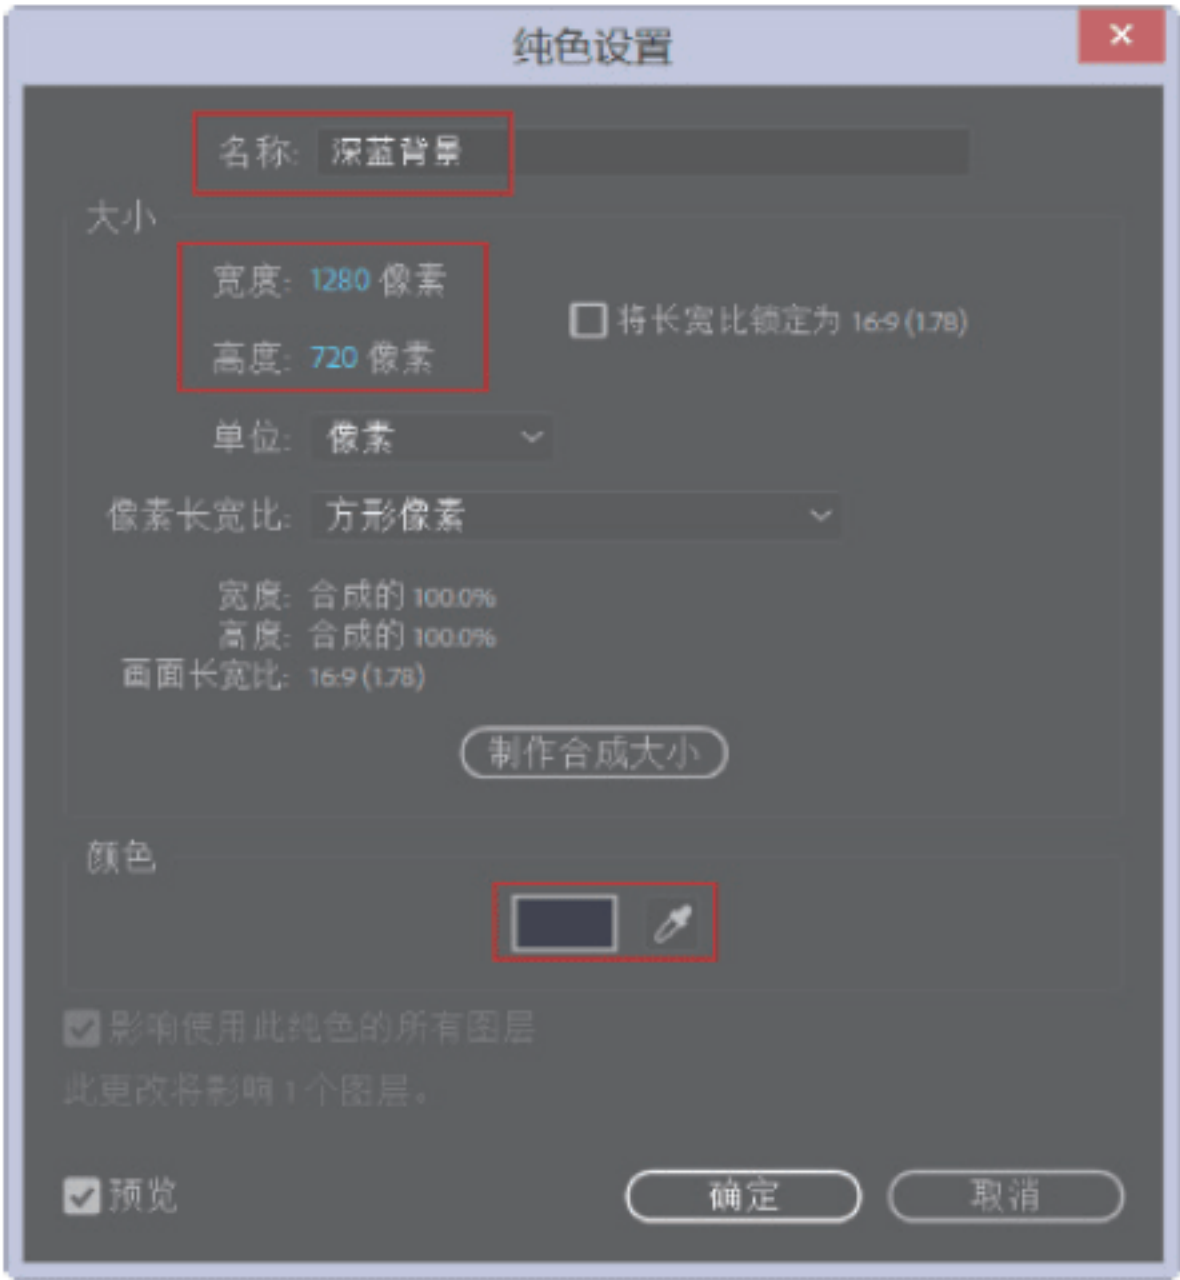 纯色设置
名称: 深蓝背景
大小
宽度: 1280 像素
将长宽比锁定为 16:9 (1.78)
高度: 720 像素
单位: 像素
像素长宽比: 方形像素
宽度: 合成的 100.0%
高度: 合成的 100.0%
画面长宽比: 16:9 (1.78)
制作合成大小
颜色
影响使用此纯色的所有图层
此更改将影响 1 个图层。
预览
确定
取消